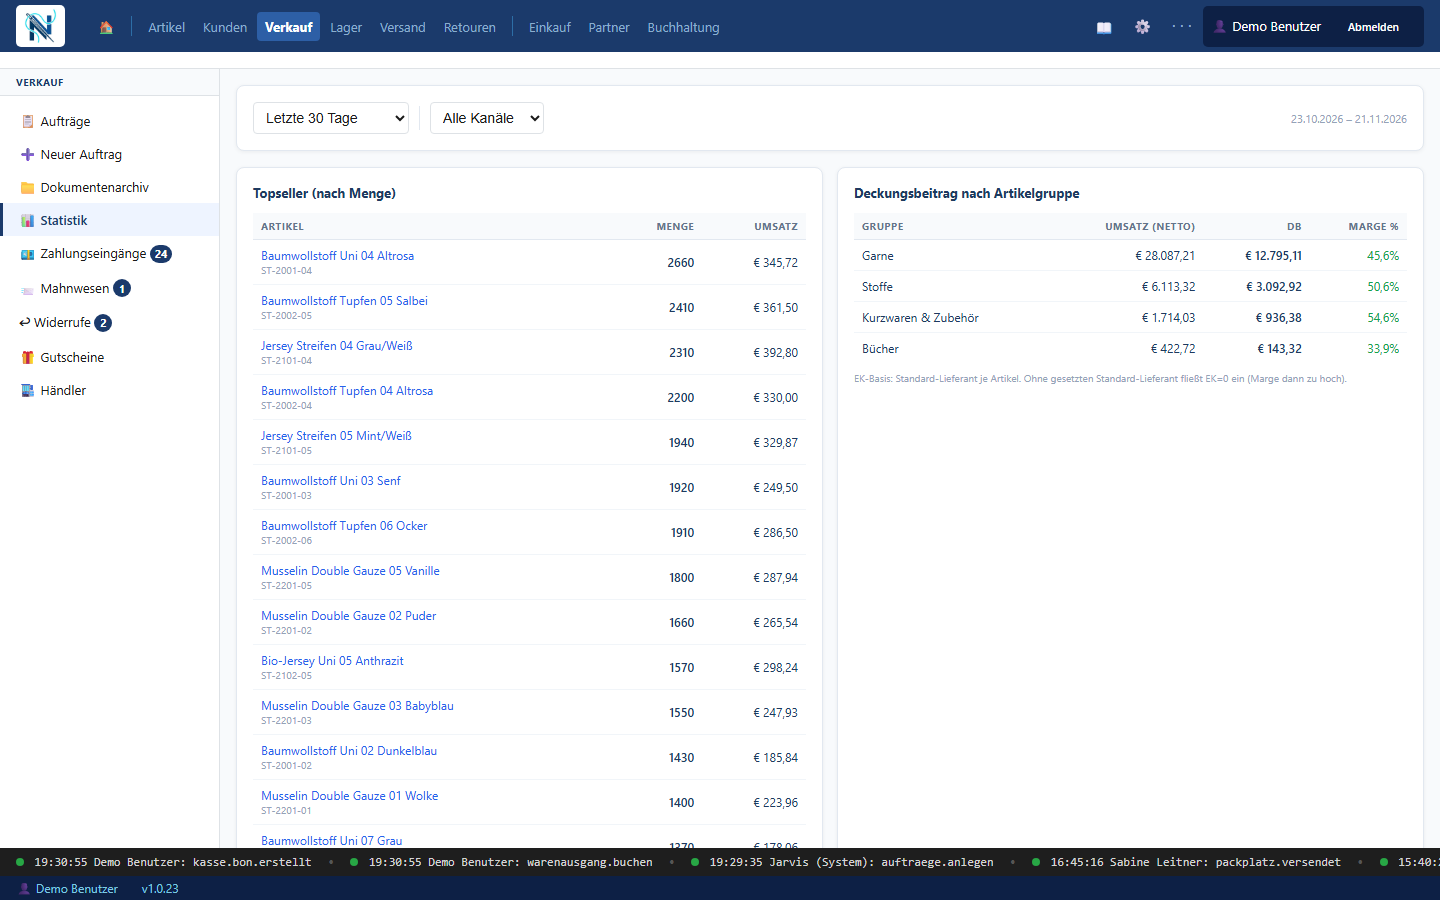 Artikel Kunden Verkauf Lager Versand Retouren Einkauf Partner Buchhaltung ··· Demo Benutzer Abmelden
VERKAUF
Aufträge
Neuer Auftrag
Dokumentenarchiv
Statistik
Zahlungseingänge 24
Mahnwesen 1
Widerrufe 2
Gutscheine
Händler
Letzte 30 Tage Alle Kanäle 23.10.2026 – 21.11.2026
Topseller (nach Menge)
ARTIKEL MENGE UMSATZ
Baumwollstoff Uni 04 Altrosa 2660 € 345,72
ST-2001-04
Baumwollstoff Tupfen 05 Salbei 2410 € 361,50
ST-2002-05
Jersey Streifen 04 Grau/Weiß 2310 € 392,80
ST-2101-04
Baumwollstoff Tupfen 04 Altrosa 2200 € 330,00
ST-2002-04
Jersey Streifen 05 Mint/Weiß 1940 € 329,87
ST-2101-05
Baumwollstoff Uni 03 Senf 1920 € 249,50
ST-2001-03
Baumwollstoff Tupfen 06 Ocker 1910 € 286,50
ST-2002-06
Musselin Double Gauze 05 Vanille 1800 € 287,94
ST-2201-05
Musselin Double Gauze 02 Puder 1660 € 265,54
ST-2201-02
Bio-Jersey Uni 05 Anthrazit 1570 € 298,24
ST-2102-05
Musselin Double Gauze 03 Babyblau 1550 € 247,93
ST-2201-03
Baumwollstoff Uni 02 Dunkelblau 1430 € 185,84
ST-2001-02
Musselin Double Gauze 01 Wolke 1400 € 223,96
ST-2201-01
Baumwollstoff Uni 07 Grau 1370 € 178,06
Deckungsbeitrag nach Artikelgruppe
GRUPPE UMSATZ (NETTO) DB MARGE %
Garne € 28.087,21 € 12.795,11 45,6%
Stoffe € 6.113,32 € 3.092,92 50,6%
Kurzwaren & Zubehör € 1.714,03 € 936,38 54,6%
Bücher € 422,72 € 143,32 33,9%
EK-Basis: Standard-Lieferant je Artikel. Ohne gesetzten Standard-Lieferant fließt EK=0 ein (Marge dann zu hoch).
19:30:55 Demo Benutzer: kasse.bon.erstellt • 19:30:55 Demo Benutzer: warenausgang.buchen • 19:29:35 Jarvis (System): auftraege.anlegen • 16:45:16 Sabine Leitner: packplatz.versendet • 15:40:
Demo Benutzer v1.0.23